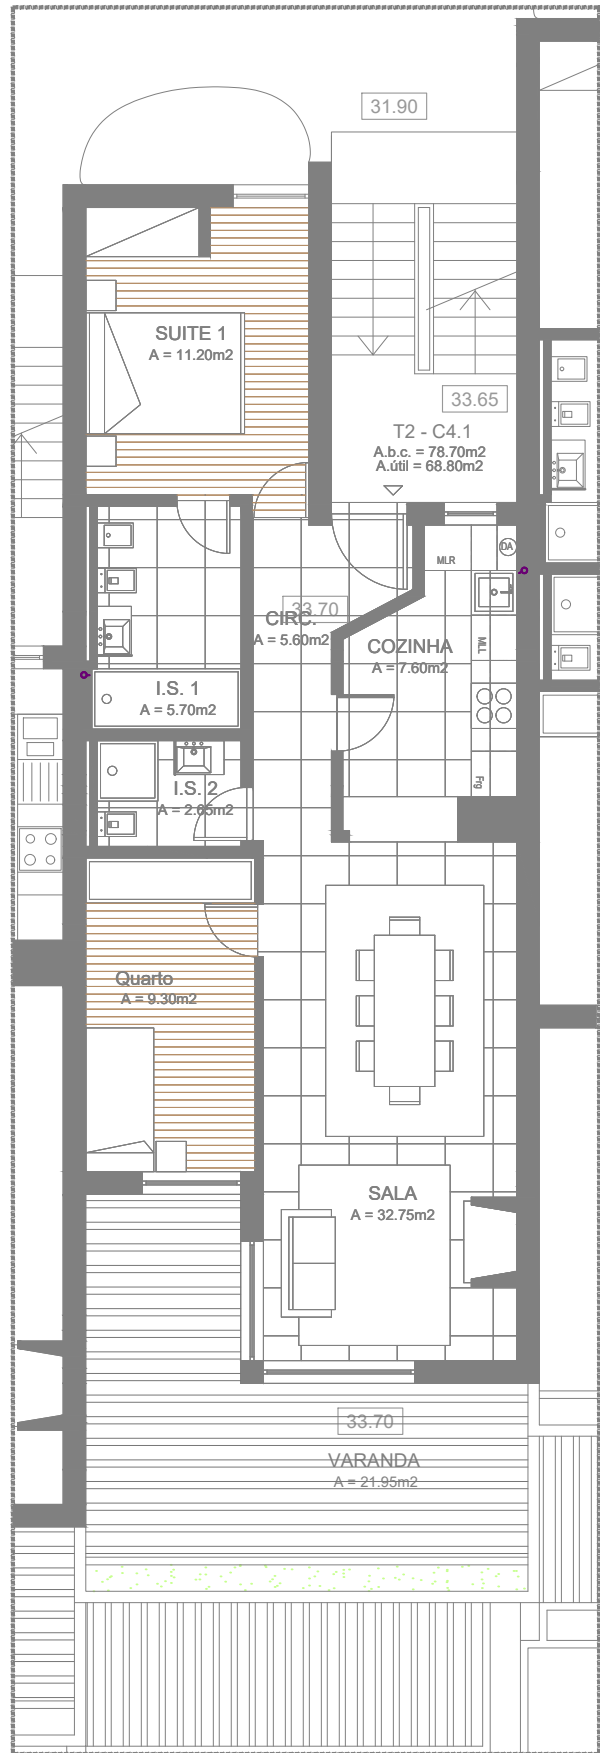 31.90
SUITE 1
A = 11.20m2
33.65
T2 - C4.1
A.b.c. = 78.70m2
A.útil = 68.80m2
DA
MLR
33.70
CIRC.
A = 5.60m2
COZINHA
A = 7.60m2
MLL
I.S. 1
A = 5.70m2
Frg
I.S. 2
A = 2.65m2
Quarto
A = 9.30m2
SALA
A = 32.75m2
33.70
VARANDA
A = 21.95m2